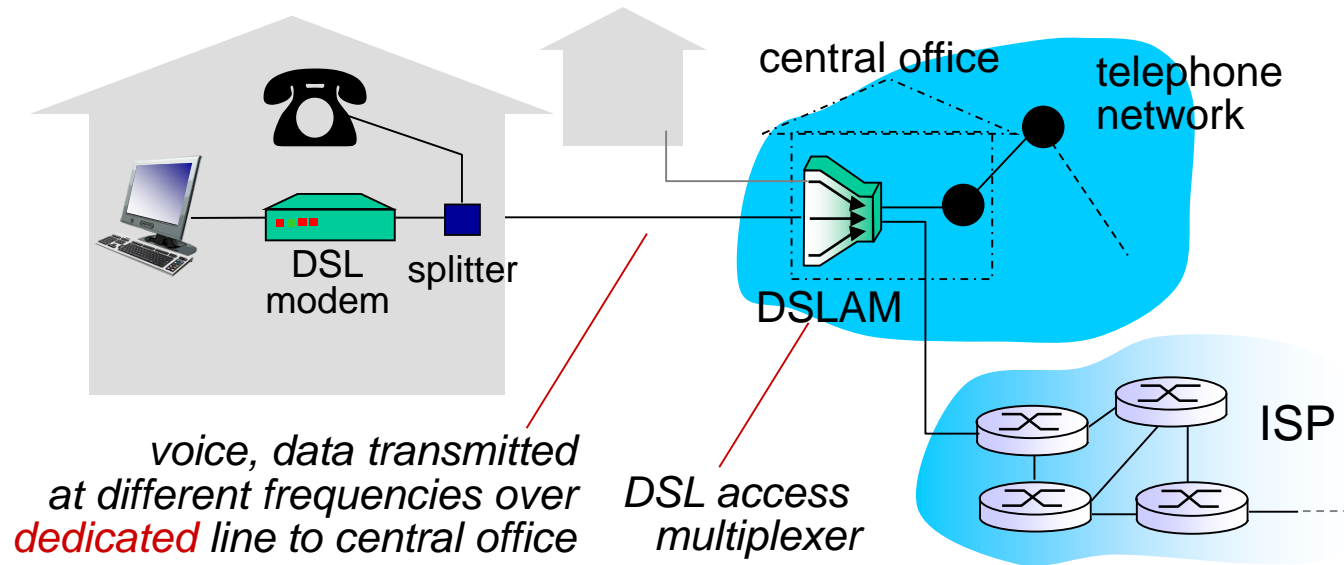 central office
telephone
network
DSL
modem
splitter
DSLAM
ISP
voice, data transmitted
at different frequencies over
dedicated line to central office
DSL access
multiplexer